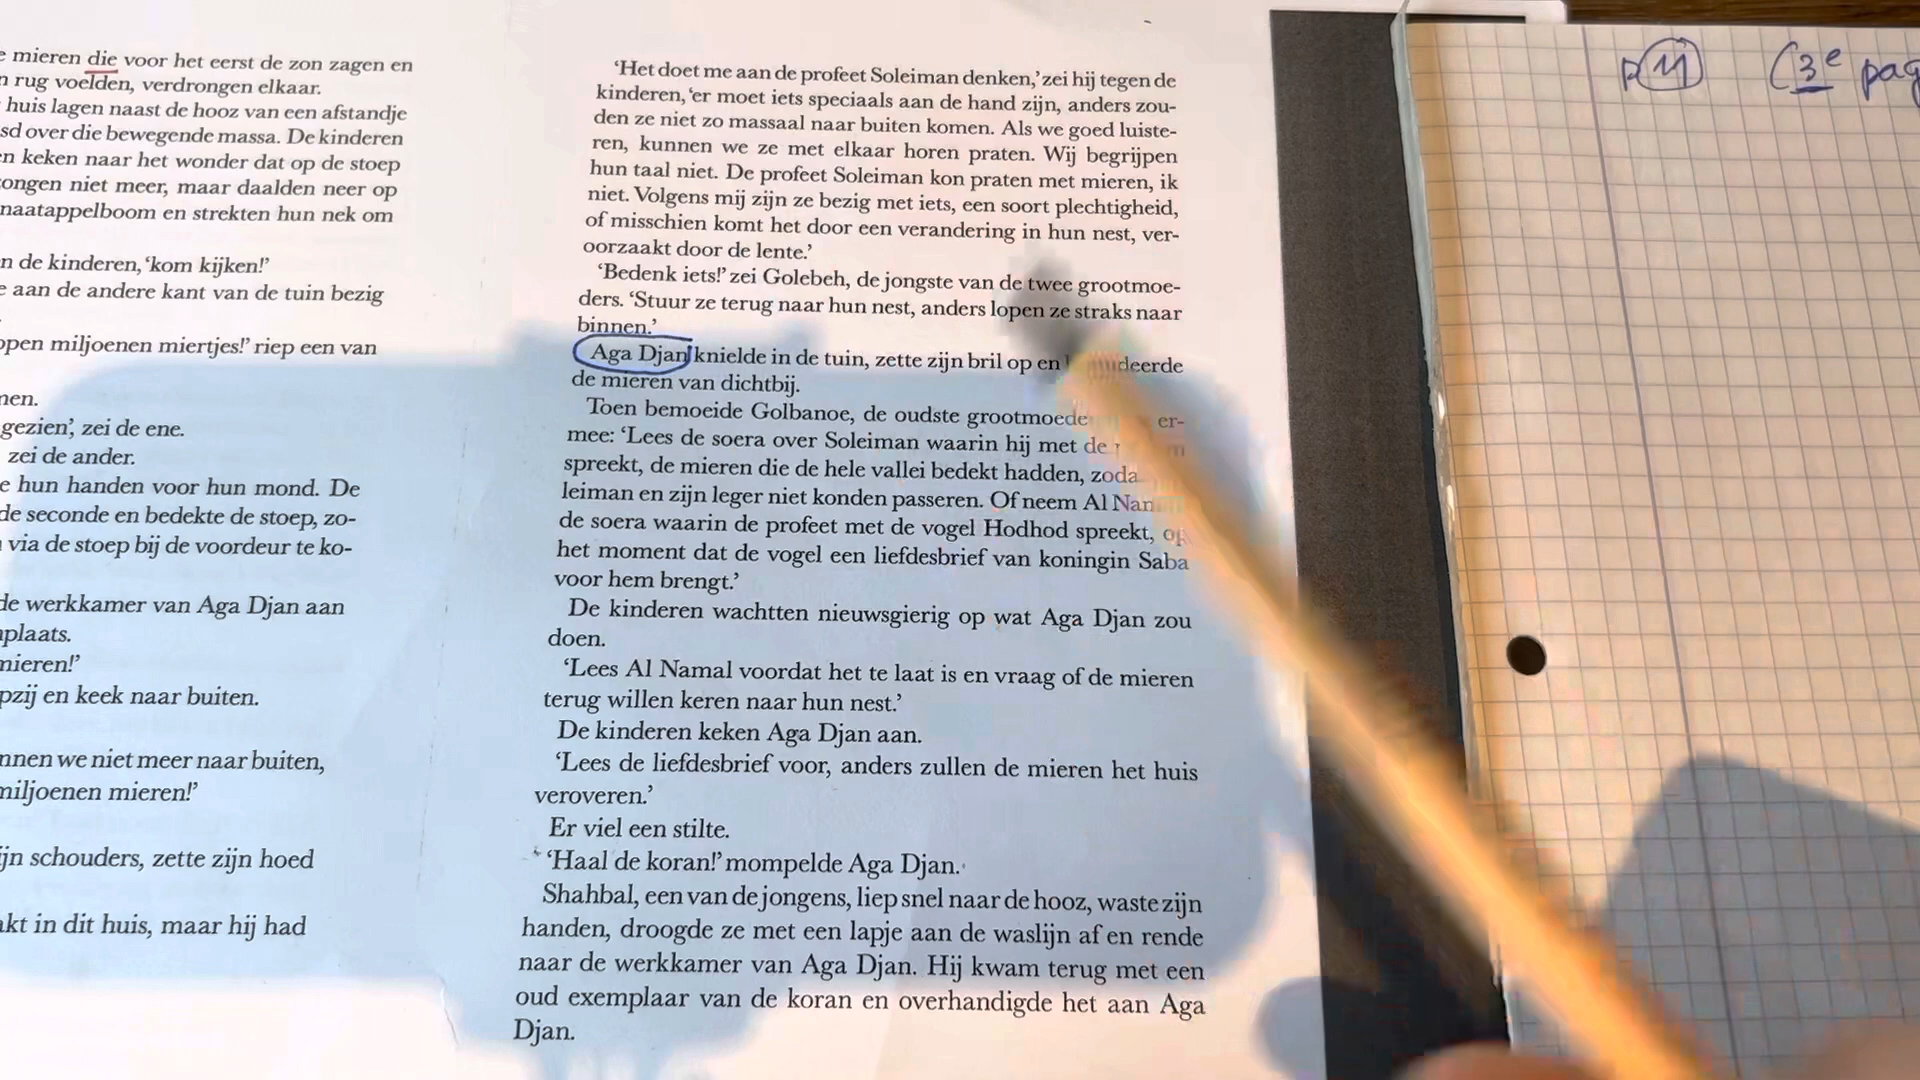 mieren die voor het eerst de zon zagen en
rug voelden, verdrongen elkaar.
huis lagen naast de hooz van een afstandje
over die bewegende massa. De kinderen
keken naar het wonder dat op de stoep
niet meer, maar daalden neer op
en strekten hun nek om
de kinderen, ‘kom kijken!’
aan de andere kant van de tuin bezig
miljoenen miertjes!’ riep een van
gezien’, zei de ene.
zei de ander.
hun handen voor hun mond. De
de seconde en bedekte de stoep, zo-
via de stoep bij de voordeur te ko-
de werkkamer van Aga Djan aan
mieren!’
en keek naar buiten.
we niet meer naar buiten,
miljoenen mieren!’
schouders, zette zijn hoed
in dit huis, maar hij had
‘Het doet me aan de profeet Soleiman denken,’ zei hij tegen de
kinderen, ‘er moet iets speciaals aan de hand zijn, anders zou-
den ze niet zo massaal naar buiten komen. Als we goed luiste-
ren, kunnen we ze met elkaar horen praten. Wij begrijpen
hun taal niet. De profeet Soleiman kon praten met mieren, ik
niet. Volgens mij zijn ze bezig met iets, een soort plechtigheid,
of misschien komt het door een verandering in hun nest, ver-
oorzaakt door de lente.’
‘Bedenk iets!’ zei Golebeh, de jongste van de twee grootmoe-
ders. ‘Stuur ze terug naar hun nest, anders lopen ze straks naar
binnen.’
Aga Djan knielde in de tuin, zette zijn bril op en
de mieren van dichtbij.
Toen bemoeide Golbanoe, de oudste er-
mee: ‘Lees de soera over Soleiman waarin hij met de
spreekt, de mieren die de hele vallei bedekt hadden,
leiman en zijn leger niet konden passeren. Of neem Al
de soera waarin de profeet met de vogel Hodhod spreekt, op
het moment dat de vogel een liefdesbrief van koningin Saba
voor hem brengt.’
De kinderen wachtten nieuwsgierig op wat Aga Djan zou
doen.
‘Lees Al Namal voordat het te laat is en vraag of de mieren
terug willen keren naar hun nest.’
De kinderen keken Aga Djan aan.
‘Lees de liefdesbrief voor, anders zullen de mieren het huis
veroveren.’
Er viel een stilte.
‘Haal de koran!’ mompelde Aga Djan.
Shahbal, een van de jongens, liep snel naar de hooz, waste zijn
handen, droogde ze met een lapje aan de waslijn af en rende
naar de werkkamer van Aga Djan. Hij kwam terug met een
oud exemplaar van de koran en overhandigde het aan Aga
Djan.
p 11 (3e pag